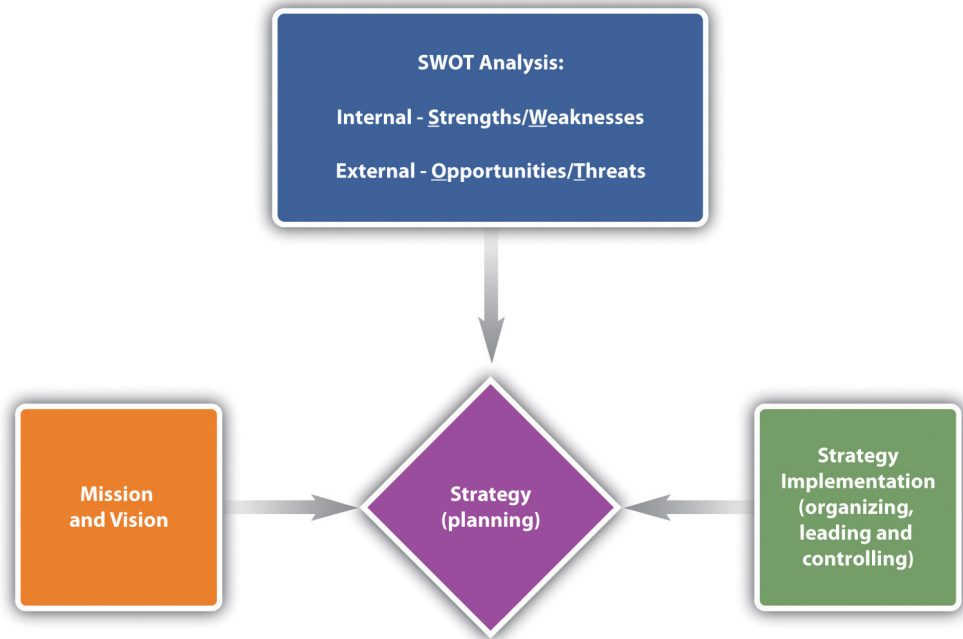 SWOT Analysis:
Internal - Strengths/Weaknesses
External - Opportunities/Threats
Mission
and Vision
Strategy
(planning)
Strategy
Implementation
(organizing,
leading and
controlling)